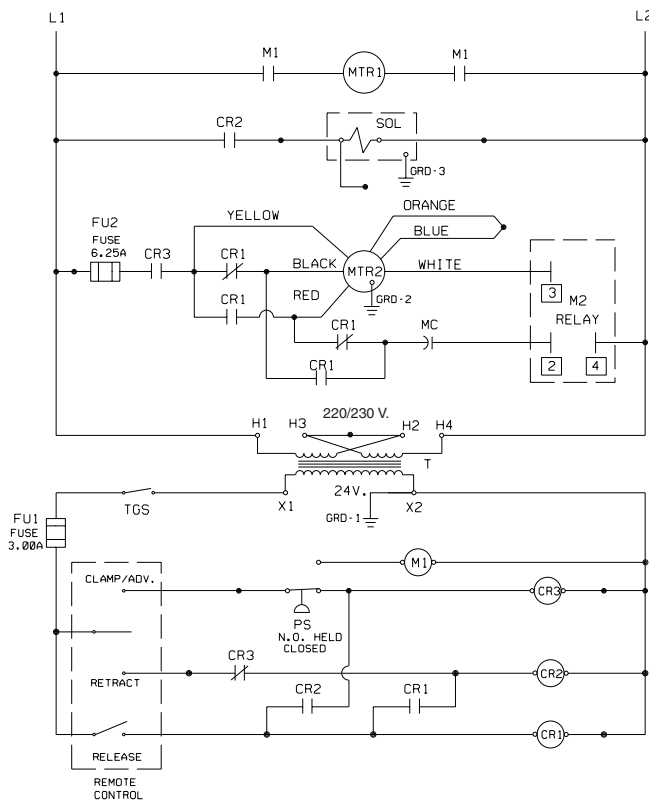 L1
L2
M1
MTR1
M1
CR2
SOL
GRD-3
ORANGE
YELLOW
BLUE
FU2
FUSE
6.25A
CR3
CR1
BLACK
MTR2
WHITE
3
M2
RELAY
CR1
RED
GRD-2
CR1
MC
2
4
CR1
220/230 V.
H1
H3
H2
H4
T
24V.
TGS
X1
GRD-1
X2
FU1
FUSE
3.00A
M1
CLAMP/ADV.
CR3
PS
N.O. HELD
CLOSED
CR3
RETRACT
CR2
CR2
CR1
CR1
RELEASE
REMOTE
CONTROL